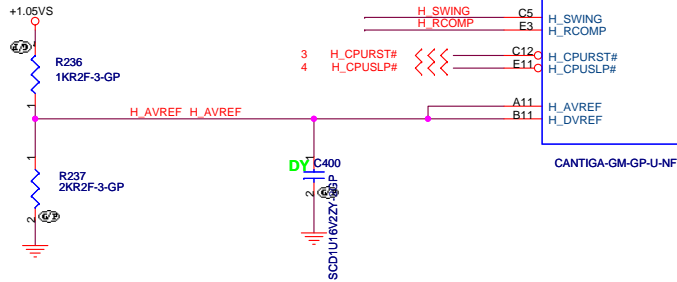 +1.05VS
R236
1KR2F-3-GP
1
H_AVREF H_AVREF
1
R237
2KR2F-3-GP
2
DY
C400
1
2
SCD1U16V2ZY-
GP
H_SWING
C5
H_SWING
H_RCOMP
E3
H_RCOMP
3 H_CPURST#
C12
H_CPURST#
4 H_CPUSLP#
E11
H_CPUSLP#
A11
H_AVREF
B11
H_DVREF
CANTIGA-GM-GP-U-NF